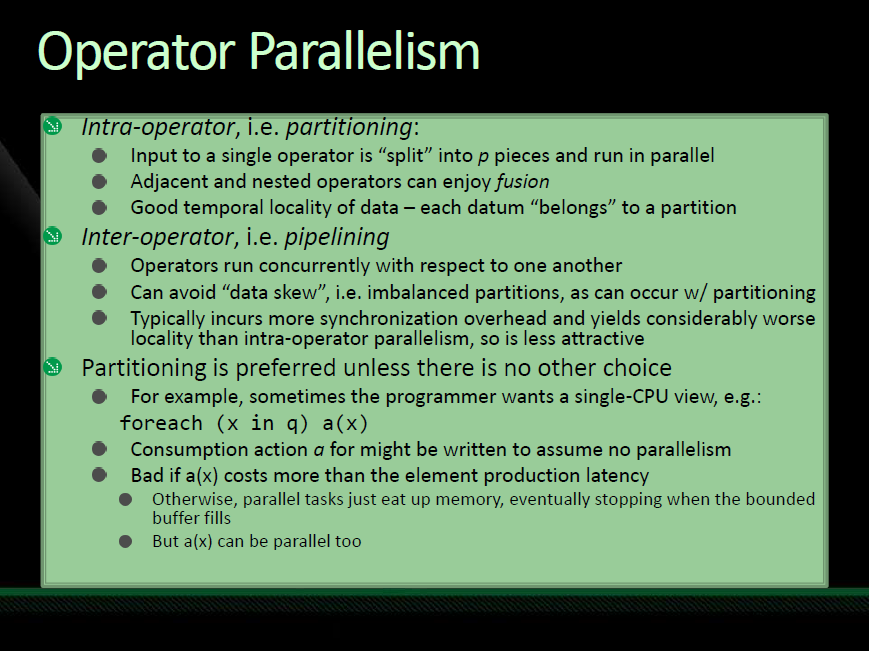 Operator Parallelism
Intra-operator, i.e. partitioning:
Input to a single operator is “split” into p pieces and run in parallel
Adjacent and nested operators can enjoy fusion
Good temporal locality of data – each datum “belongs” to a partition
Inter-operator, i.e. pipelining
Operators run concurrently with respect to one another
Can avoid “data skew”, i.e. imbalanced partitions, as can occur w/ partitioning
Typically incurs more synchronization overhead and yields considerably worse
locality than intra-operator parallelism, so is less attractive
Partitioning is preferred unless there is no other choice
For example, sometimes the programmer wants a single-CPU view, e.g.:
foreach (x in q) a(x)
Consumption action a for might be written to assume no parallelism
Bad if a(x) costs more than the element production latency
Otherwise, parallel tasks just eat up memory, eventually stopping when the bounded
buffer fills
But a(x) can be parallel too